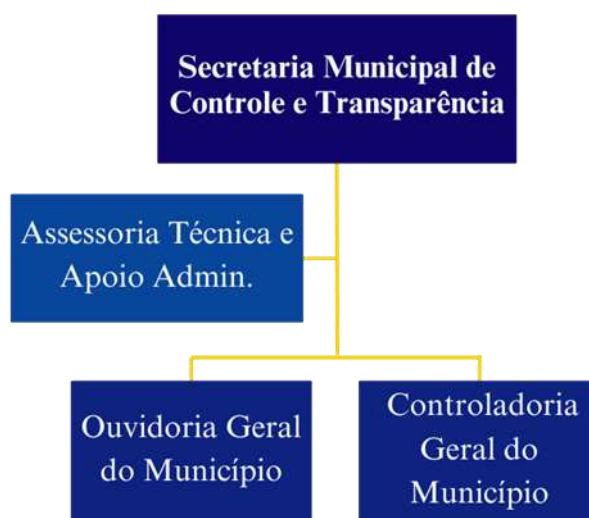 Secretaria Municipal de
Controle e Transparência
Assessoria Técnica e
Apoio Admin.
Ouvidoria Geral
do Município
Controladoria
Geral do
Município